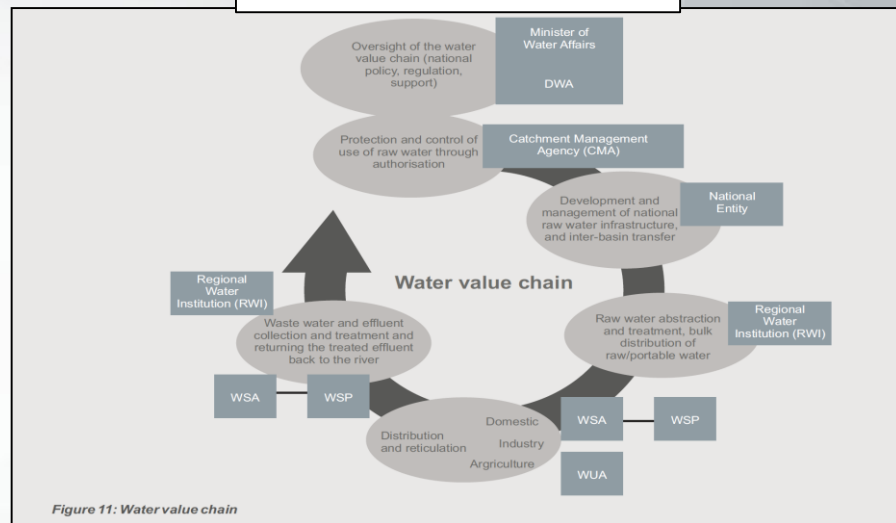 Oversight of the water
value chain (national
policy, regulation,
support)
Minister of
Water Affairs
DWA
Protection and control of
use of raw water through
authorisation
Catchment Management
Agency (CMA)
Development and
management of national
raw water infrastructure,
and inter-basin transfer
National
Entity
Water value chain
Regional
Water
Institution (RWI)
Raw water abstraction
and treatment, bulk
distribution of
raw/portable water
Regional
Water
Institution (RWI)
Waste water and effluent
collection and treatment and
returning the treated effluent
back to the river
WSA
WSP
Distribution
and reticulation
Domestic
Industry
Argriculture
WSA
WSP
WUA
Figure 11: Water value chain